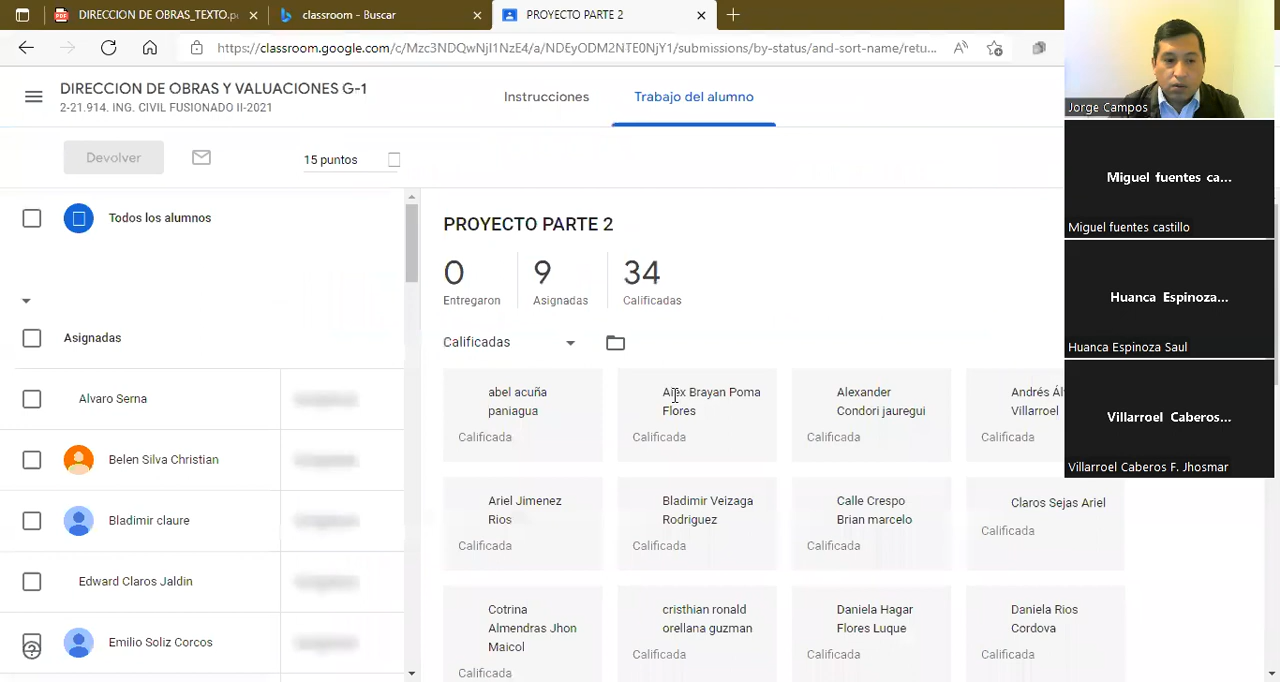 DIRECCION DE OBRAS_TEXTO.p
classroom - Buscar
PROYECTO PARTE 2
https://classroom.google.com/c/Mzc3NDQwNjI1NzE4/a/NDEyODM2NTE0NjY1/submissions/by-status/and-sort-name/retu...
DIRECCION DE OBRAS Y VALUACIONES G-1
2-21.914. ING. CIVIL FUSIONADO II-2021
Instrucciones
Trabajo del alumno
Devolver
15 puntos
Todos los alumnos
Asignadas
Alvaro Serna
Belen Silva Christian
Bladimir claure
Edward Claros Jaldin
Emilio Soliz Corcos
PROYECTO PARTE 2
0
Entregaron
9
Asignadas
34
Calificadas
Calificadas
abel acuña
paniagua
Calificada
Alex Brayan Poma
Flores
Calificada
Alexander
Condori jauregui
Calificada
Andrés Ál
Villarroel
Calificada
Ariel Jimenez
Rios
Calificada
Bladimir Veizaga
Rodriguez
Calificada
Calle Crespo
Brian marcelo
Calificada
Claros Sejas Ariel
Calificada
Cotrina
Almendras Jhon
Maicol
Calificada
cristhian ronald
orellana guzman
Calificada
Daniela Hagar
Flores Luque
Calificada
Daniela Rios
Cordova
Calificada
Jorge Campos
Miguel fuentes ca...
Miguel fuentes castillo
Huanca Espinoza...
Huanca Espinoza Saul
Villarroel Caberos...
Villarroel Caberos F. Jhosmar